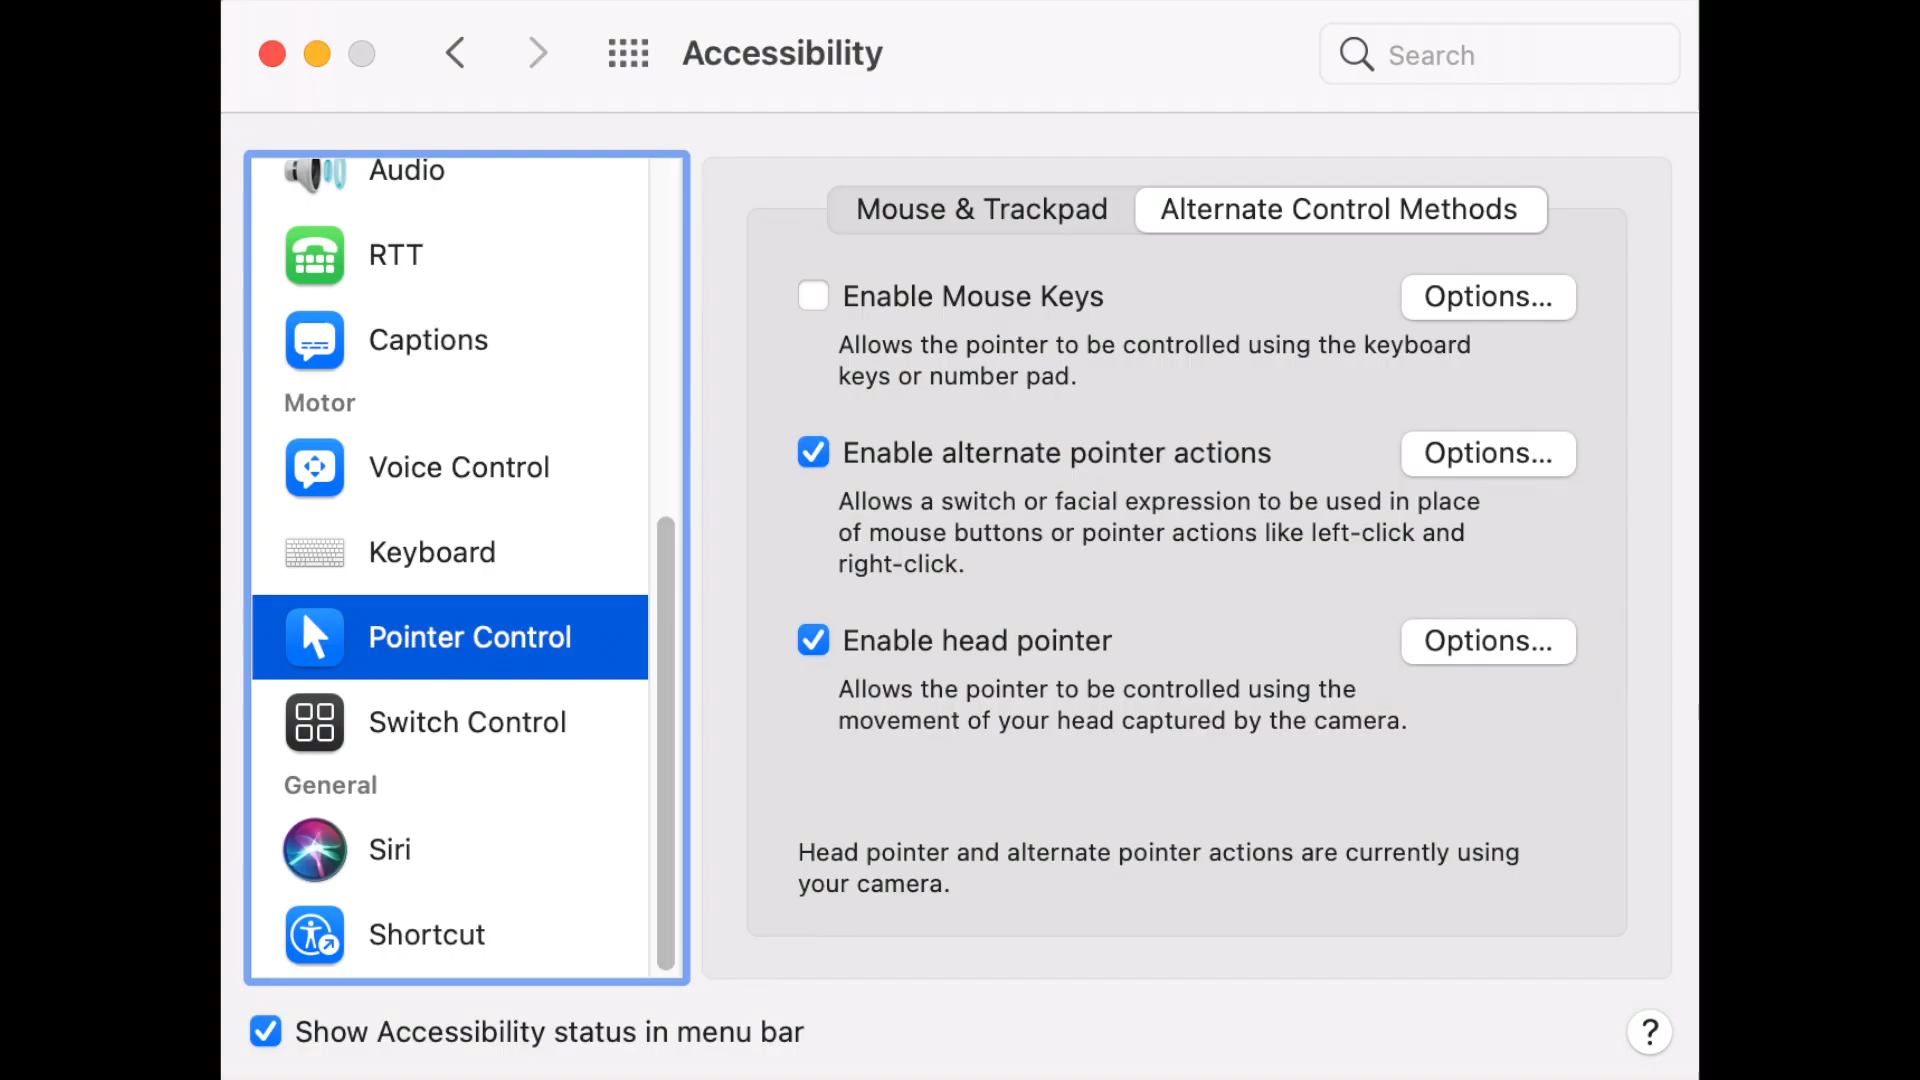 Accessibility
Search
Audio
RTT
Captions
Motor
Voice Control
Keyboard
Pointer Control
Switch Control
General
Siri
Shortcut
Mouse & Trackpad
Alternate Control Methods
Enable Mouse Keys
Options...
Allows the pointer to be controlled using the keyboard
keys or number pad.
Enable alternate pointer actions
Options...
Allows a switch or facial expression to be used in place
of mouse buttons or pointer actions like left-click and
right-click.
Enable head pointer
Options...
Allows the pointer to be controlled using the
movement of your head captured by the camera.
Head pointer and alternate pointer actions are currently using
your camera.
Show Accessibility status in menu bar
?